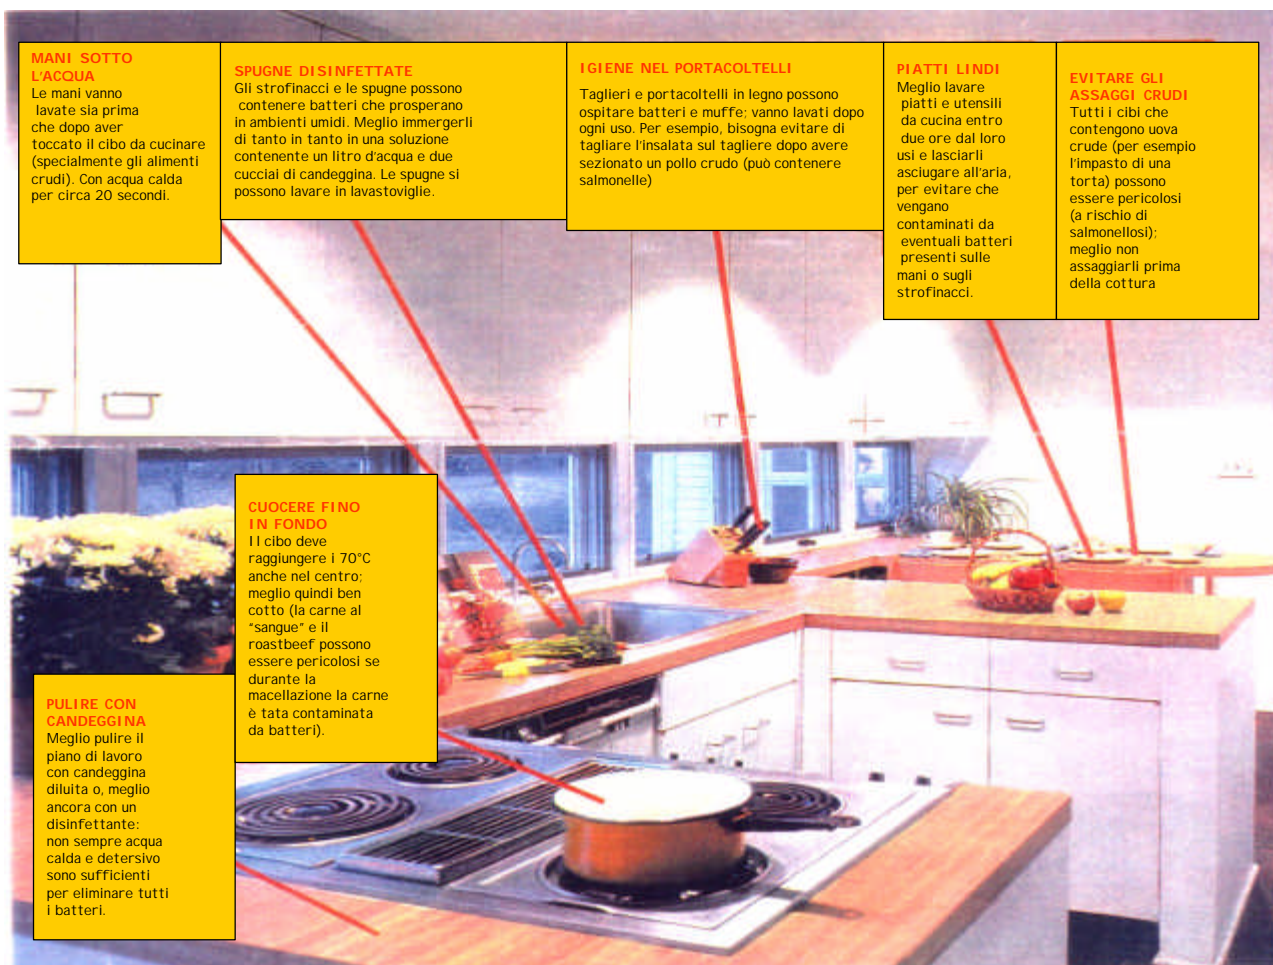 MANI SOTTO
L'ACQUA
Le mani vanno
lavate sia prima
che dopo aver
toccato il cibo da cucinare
(specialmente gli alimenti
crudi). Con acqua calda
per circa 20 secondi.
SPUGNE DISINFETTATE
Gli strofinacci e le spugne possono
contenere batteri che prosperano
in ambienti umidi. Meglio immergerli
di tanto in tanto in una soluzione
contenente un litro d'acqua e due
cucciai di candeggina. Le spugne si
possono lavare in lavastoviglie.
IGIENE NEL PORTACOLTELLI
Taglieri e portacoltelli in legno possono
ospitare batteri e muffe; vanno lavati dopo
ogni uso. Per esempio, bisogna evitare di
tagliare l'insalata sul tagliere dopo avere
sezionato un pollo crudo (può contenere
salmonelle)
PIATTI LINDI
Meglio lavare
piatti e utensili
da cucina entro
due ore dal loro
usi e lasciarli
asciugare all'aria,
per evitare che
vengano
contaminati da
eventuali batteri
presenti sulle
mani o sugli
strofinacci.
EVITARE GLI
ASSAGGI CRUDI
Tutti i cibi che
contengono uova
crude (per esempio
l'impasto di una
torta) possono
essere pericolosi
(a rischio di
salmonellosi);
meglio non
assaggiarli prima
della cottura
CUOCERE FINO
IN FONDO
Il cibo deve
raggiungere i 70°C
anche nel centro;
meglio quindi ben
cotto (la carne al
"sangue" e il
roastbeef possono
essere pericolosi se
durante la
macellazione la carne
è tata contaminata
da batteri).
PULIRE CON
CANDEGGINA
Meglio pulire il
piano di lavoro
con candeggina
diluita o, meglio
ancora con un
disinfettante:
non sempre acqua
calda e detersivo
sono sufficienti
per eliminare tutti
i batteri.